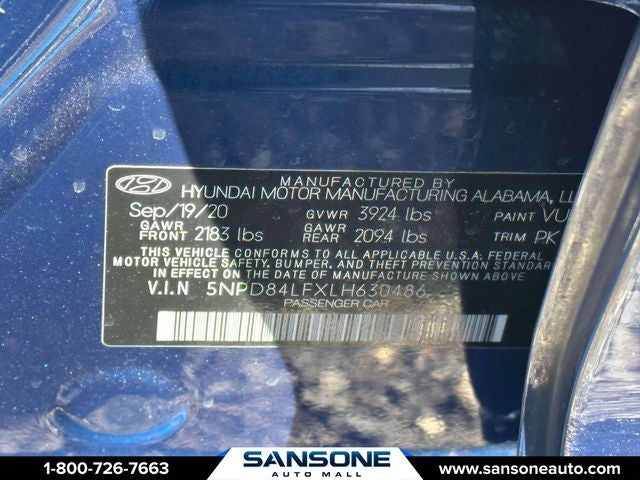 MANUFACTURED BY
HYUNDAI MOTOR MANUFACTURING ALABAMA,
Sep/19/20 GVWR 3924 lbs PAINT
GAWR FRONT 2183 lbs GAWR REAR 2094 lbs TRIM PK
THIS VEHICLE CONFORMS TO ALL APPLICABLE U.S.A. FEDERAL
MOTOR VEHICLE SAFETY, BUMPER, AND THEFT PREVENTION STANDARDS
IN EFFECT ON THE DATE OF MANUFACTURE SHOWN ABOVE
V.I.N 5NPD84LFXLH630486
PASSENGER CAR
1-800-726-7663
SANSONE
AUTO MALL
www.sansoneauto.com